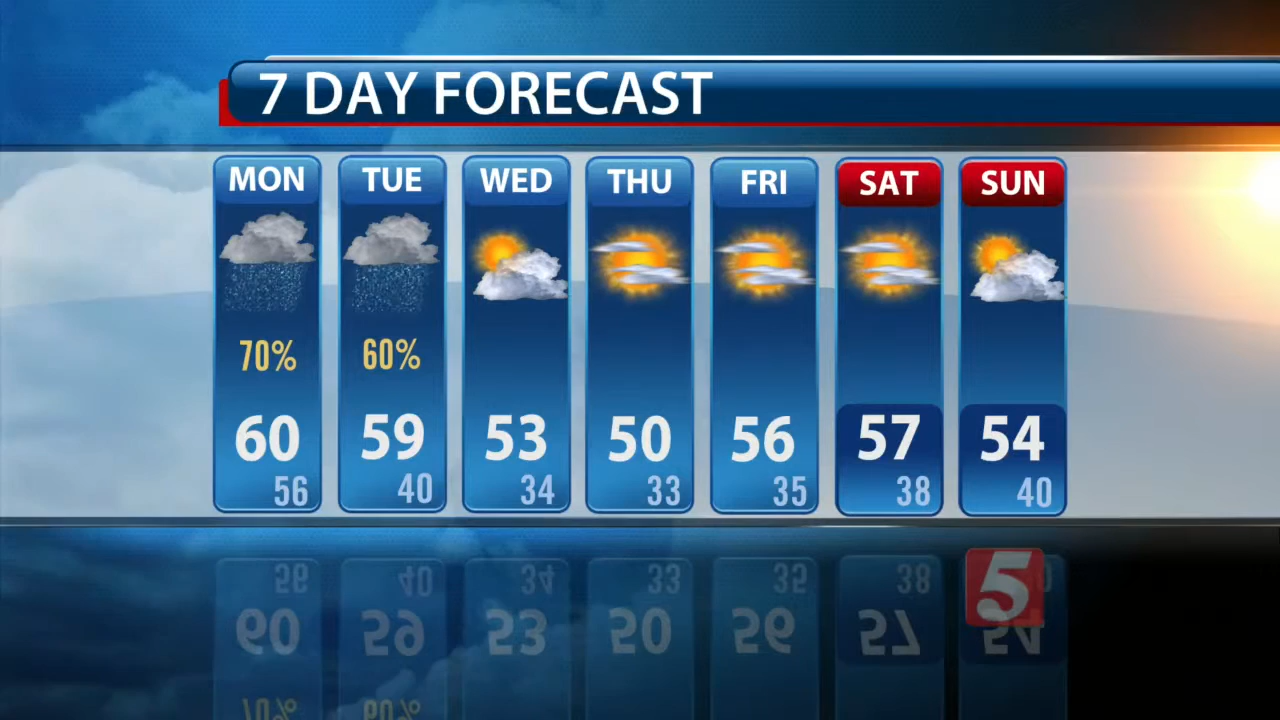 7 DAY FORECAST
MON TUE WED THU FRI SAT SUN
70% 60%
60 59 53 50 56 57 54
56 40 34 33 35 38 40
5